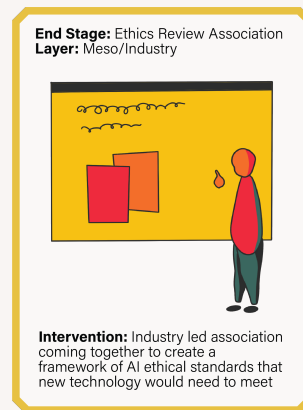 End Stage: Ethics Review Association
Layer: Meso/Industry
Intervention: Industry led association
coming together to create a
framework of AI ethical standards that
new technology would need to meet